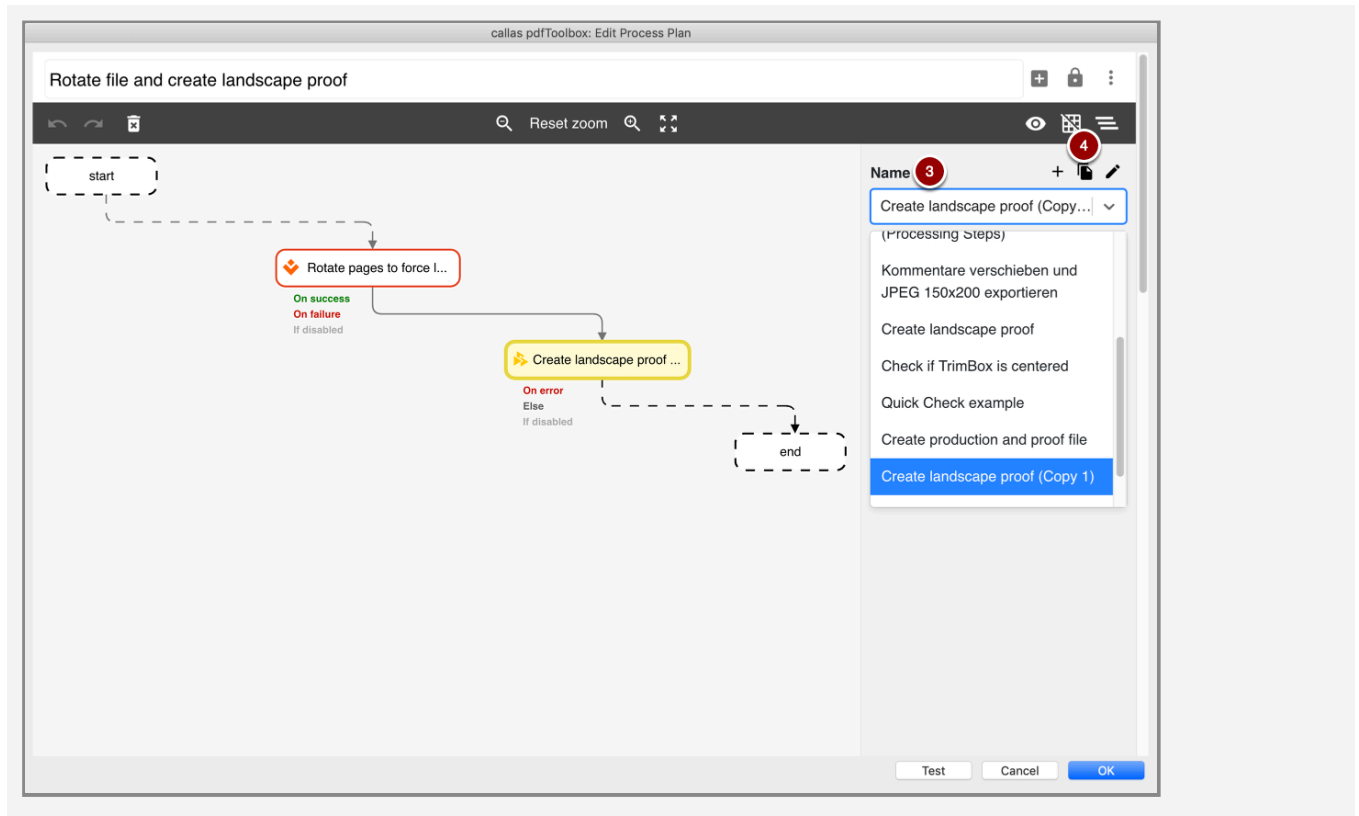 callas pdfToolbox: Edit Process Plan
Rotate file and create landscape proof
Reset zoom
start
Rotate pages to force l...
On success
On failure
If disabled
Create landscape proof ...
On error
Else
If disabled
end
4
Name 3
Create landscape proof (Copy...
(Processing Steps)
Kommentare verschieben und
JPEG 150x200 exportieren
Create landscape proof
Check if TrimBox is centered
Quick Check example
Create production and proof file
Create landscape proof (Copy 1)
Test Cancel OK